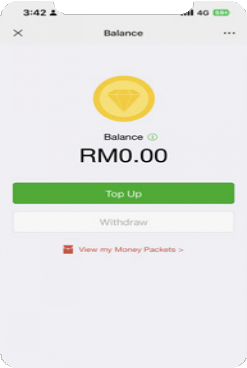 3:42
4G
Balance
Balance
RM0.00
Top Up
Withdraw
View my Money Packets >